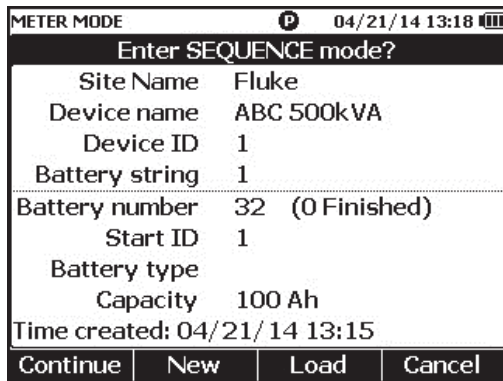 METER MODE P 04/21/14 13:18
Enter SEQUENCE mode?
Site Name Fluke
Device name ABC 500kVA
Device ID 1
Battery string 1
Battery number 32 (0 Finished)
Start ID 1
Battery type
Capacity 100 Ah
Time created: 04/21/14 13:15
Continue New Load Cancel